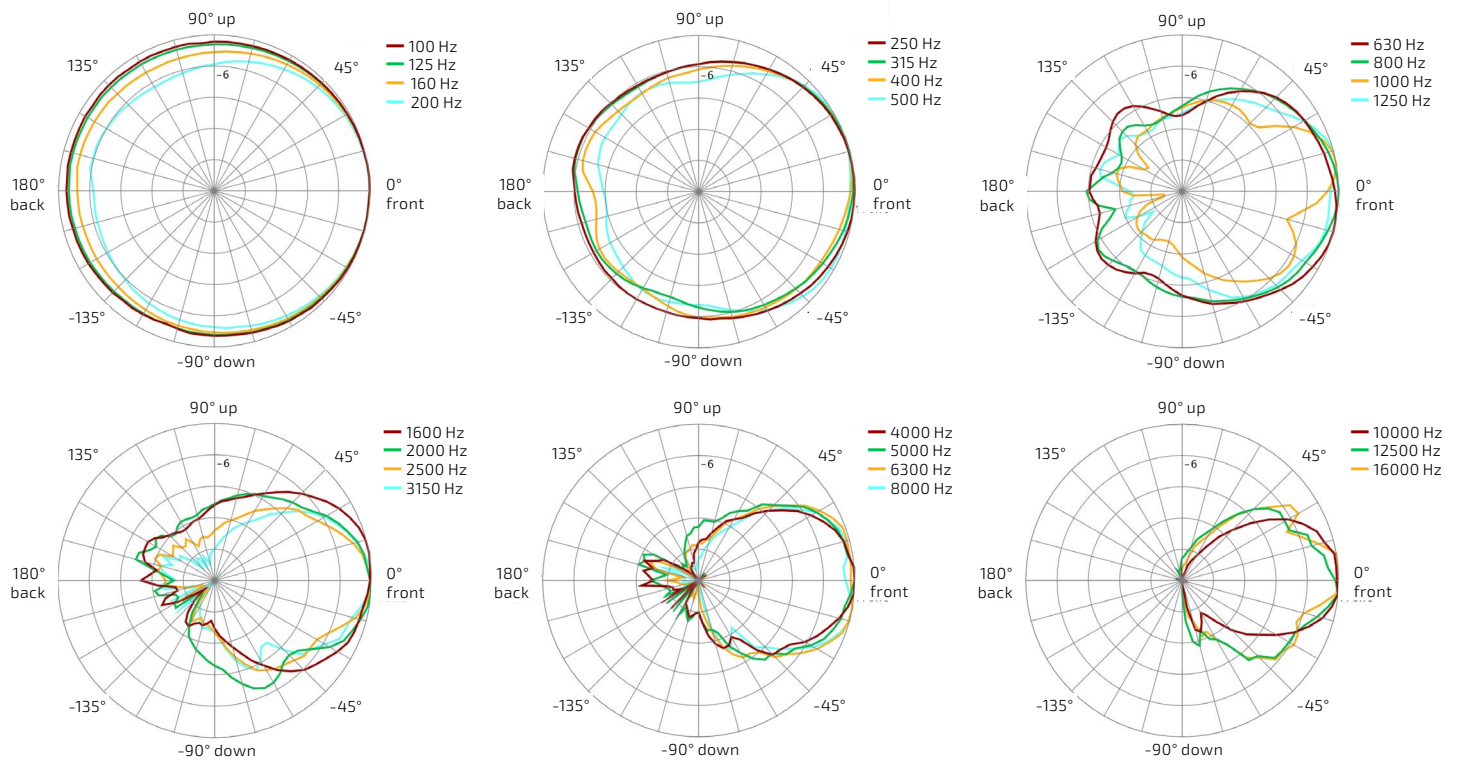 90° up
135°
45°
-6
180°
back
0°
front
-135°
-45°
-90° down
100 Hz
125 Hz
160 Hz
200 Hz
90° up
135°
45°
-6
180°
back
0°
front
-135°
-45°
-90° down
250 Hz
315 Hz
400 Hz
500 Hz
90° up
135°
45°
-6
180°
back
0°
front
-135°
-45°
-90° down
630 Hz
800 Hz
1000 Hz
1250 Hz
90° up
135°
45°
-6
180°
back
0°
front
-135°
-45°
-90° down
1600 Hz
2000 Hz
2500 Hz
3150 Hz
90° up
135°
45°
-6
180°
back
0°
front
-135°
-45°
-90° down
4000 Hz
5000 Hz
6300 Hz
8000 Hz
90° up
135°
45°
-6
180°
back
0°
front
-135°
-45°
-90° down
10000 Hz
12500 Hz
16000 Hz